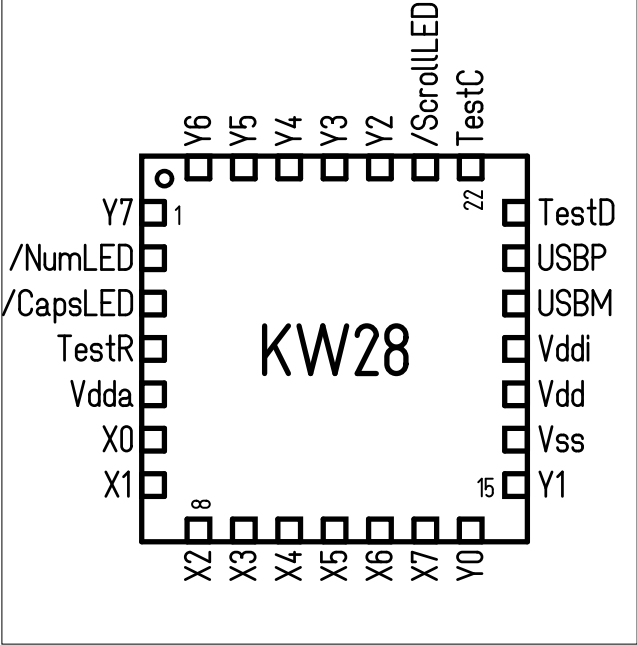 Y6 Y5 Y4 Y3 Y2 /ScrollLED TestC
22
Y7 1 TestD
/NumLED USBP
/CapsLED USBM
TestR KW28 Vddi
Vdda Vdd
X0 Vss
X1 15 Y1
8
X2 X3 X4 X5 X6 X7 Y0